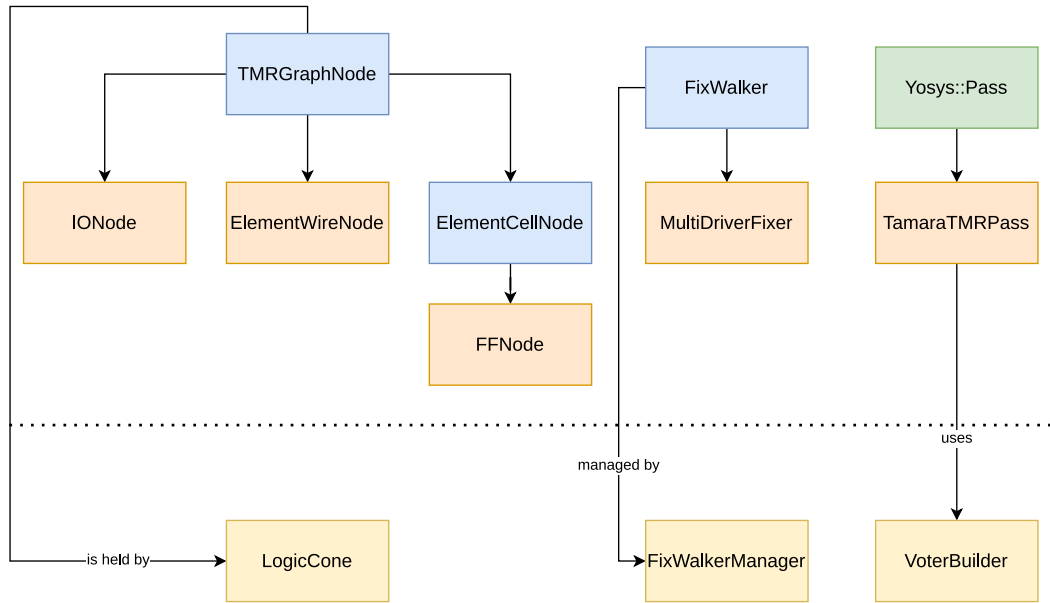 TMRGraphNode
FixWalker
Yosys::Pass
IONode
ElementWireNode
ElementCellNode
MultiDriverFixer
TamaraTMRPass
FFNode
uses
managed by
is held by
LogicCone
FixWalkerManager
VoterBuilder